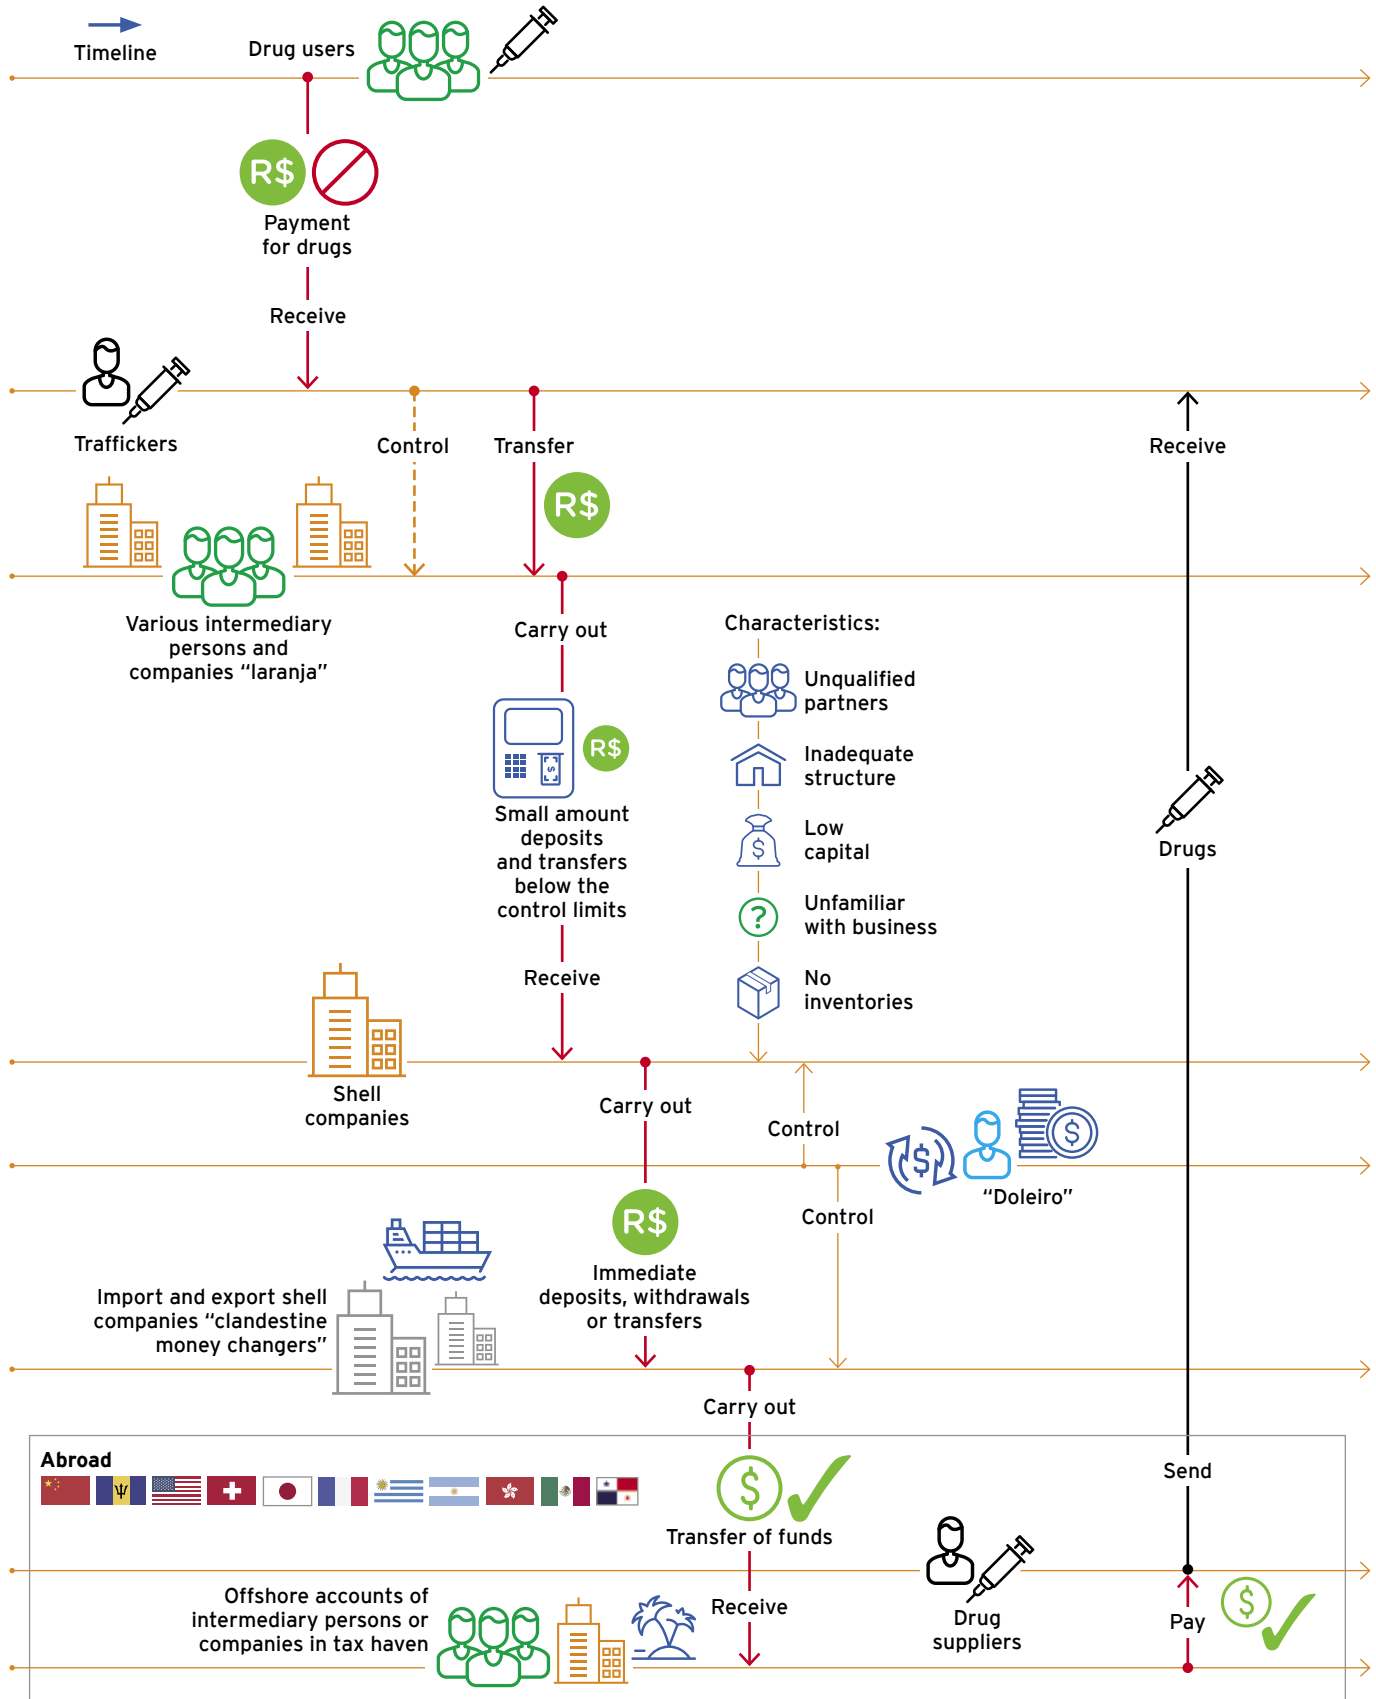 Timeline
Drug users
R$
Payment
for drugs
Receive
Traffickers
Control
Transfer
Receive
R$
Various intermediary
persons and
companies “laranja”
Carry out
R$
$
Small amount
deposits
and transfers
below the
control limits
Receive
Characteristics:
Unqualified
partners
Inadequate
structure
$
Low
capital
?
Unfamiliar
with business
No
inventories
Drugs
Shell
companies
Carry out
Control
$
$
“Doleiro”
Control
R$
Immediate
deposits, withdrawals
or transfers
Import and export shell
companies “clandestine
money changers”
Carry out
Abroad
$
Transfer of funds
Send
Offshore accounts of
intermediary persons or
companies in tax haven
Receive
Drug
suppliers
Pay
$